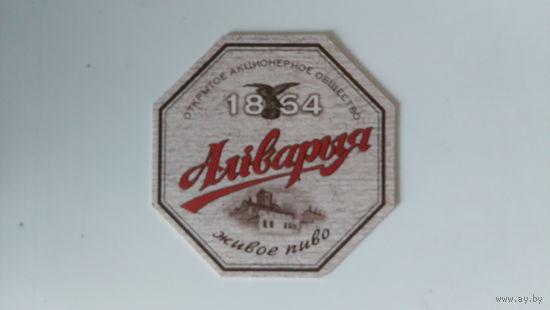 ОТКРЫТОЕ АКЦИОНЕРНОЕ ОБЩЕСТВО
1864
Аліварыя
живое пиво
www.ay.by